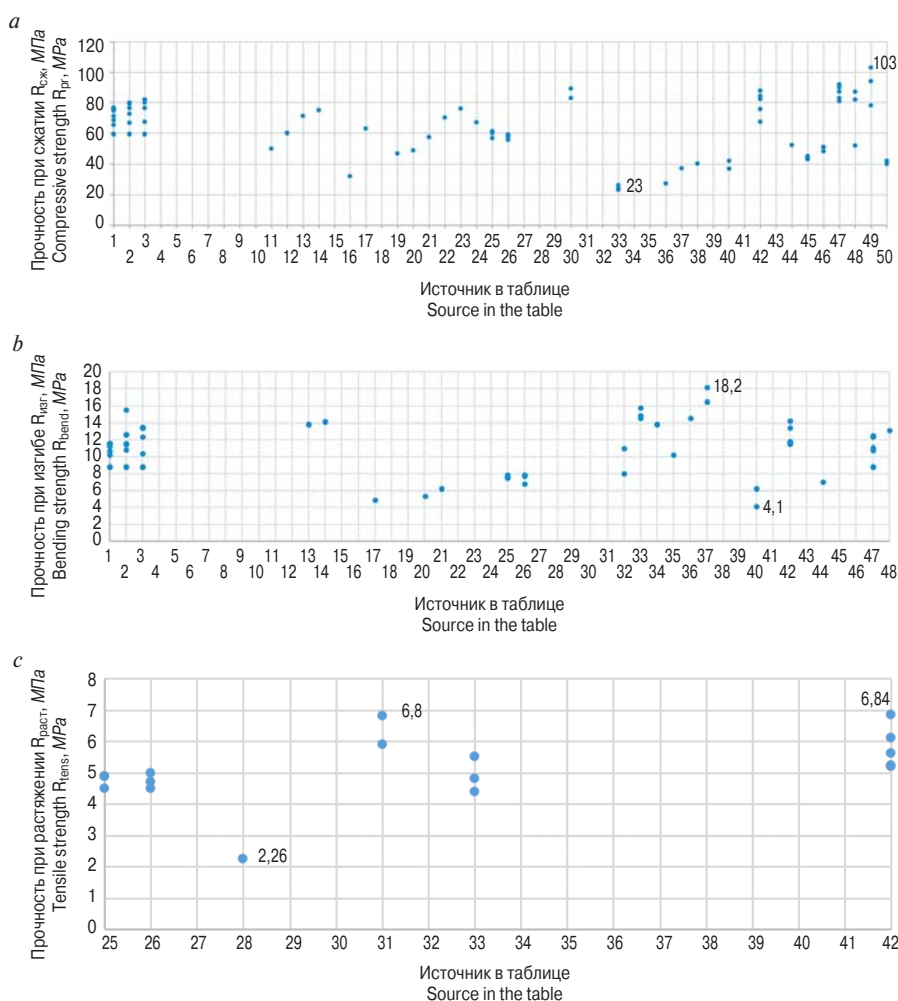 a
Прочность при сжатии Rсж, МПа
Compressive strength Rpr, MPa
120
100
80
60
40
20
0
103
23
1 3 5 7 9 11 13 15 17 19 21 23 25 27 29 31 33 35 37 39 41 43 45 47 49
2 4 6 8 10 12 14 16 18 20 22 24 26 28 30 32 34 36 38 40 42 44 46 48 50
Источник в таблице
Source in the table
b
Прочность при изгибе Rизг, МПа
Bending strength Rbend, MPa
20
18
16
14
12
10
8
6
4
2
0
18,2
4,1
1 3 5 7 9 11 13 15 17 19 21 23 25 27 29 31 33 35 37 39 41 43 45 47
2 4 6 8 10 12 14 16 18 20 22 24 26 28 30 32 34 36 38 40 42 44 46 48
Источник в таблице
Source in the table
c
Прочность при растяжении Rраст, МПа
Tensile strength Rtens, MPa
8
7
6
5
4
3
2
1
0
6,8
6,84
2,26
25 26 27 28 29 30 31 32 33 34 35 36 37 38 39 40 41 42
Источник в таблице
Source in the table